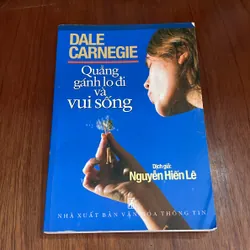 DALE
CARNEGIE
Quẳng
gánh lo đi
và
vui sống
Dịch giả:
Nguyễn Hiến Lê
NHÀ XUẤT BẢN VĂN HÓA THÔNG TIN